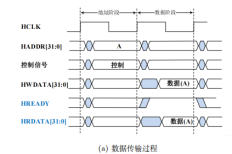 地址阶段 数据阶段
HCLK
HADDR[31:0] A
控制信号 控制
HWDATA[31:0] 数据(A)
HREADY
HRDATA[31:0] 数据(A)
(a) 数据传输过程